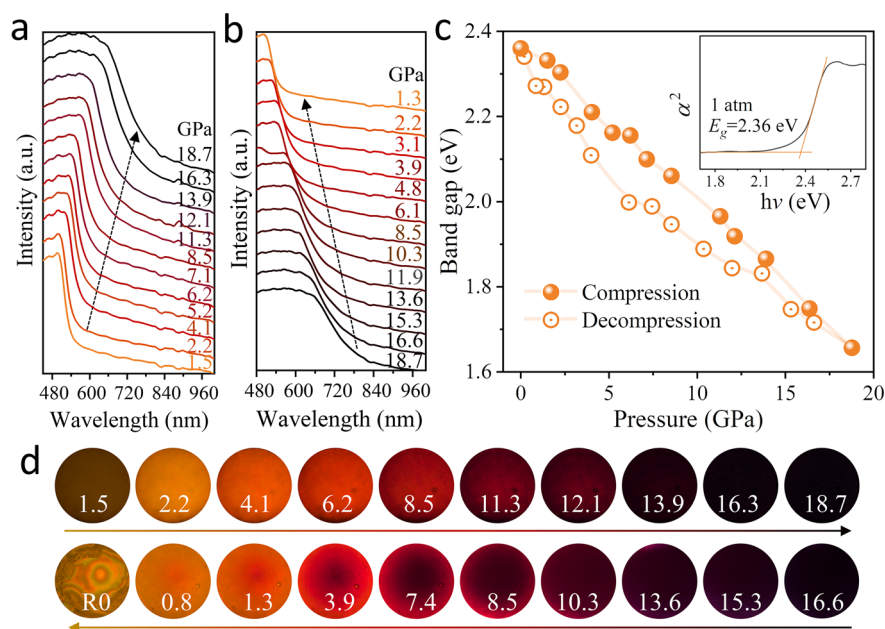 a
Intensity (a.u.)
GPa
18.7
16.3
13.9
12.1
11.3
8.5
7.1
6.2
5.2
4.1
2.2
1.5
480 600 720 840 960
Wavelength (nm)
b
Intensity (a.u.)
GPa
1.3
2.2
3.1
3.9
4.8
6.1
8.5
10.3
11.9
13.6
15.3
16.6
18.7
480 600 720 840 960
Wavelength (nm)
c
Band gap (eV)
2.4
2.2
2.0
1.8
1.6
0 5 10 15 20
Pressure (GPa)
Compression
Decompression
α²
1 atm
Eg=2.36 eV
1.8 2.1 2.4 2.7
hν (eV)
d
1.5 2.2 4.1 6.2 8.5 11.3 12.1 13.9 16.3 18.7
R0 0.8 1.3 3.9 7.4 8.5 10.3 13.6 15.3 16.6